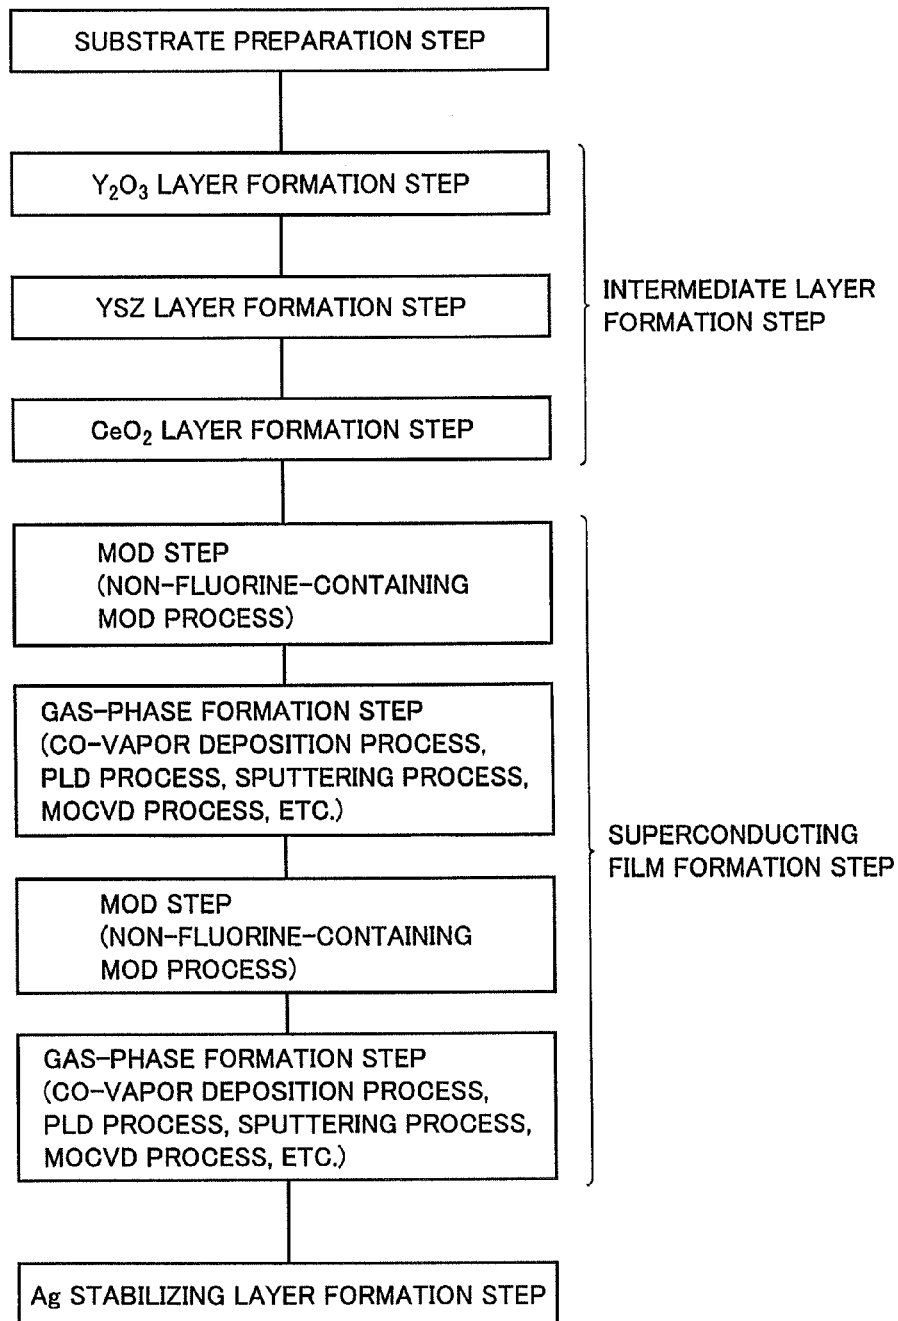 SUBSTRATE PREPARATION STEP
Y₂O₃ LAYER FORMATION STEP
YSZ LAYER FORMATION STEP
CeO₂ LAYER FORMATION STEP
INTERMEDIATE LAYER
FORMATION STEP
MOD STEP
(NON-FLUORINE-CONTAINING
MOD PROCESS)
GAS-PHASE FORMATION STEP
(CO-VAPOR DEPOSITION PROCESS,
PLD PROCESS, SPUTTERING PROCESS,
MOCVD PROCESS, ETC.)
MOD STEP
(NON-FLUORINE-CONTAINING
MOD PROCESS)
GAS-PHASE FORMATION STEP
(CO-VAPOR DEPOSITION PROCESS,
PLD PROCESS, SPUTTERING PROCESS,
MOCVD PROCESS, ETC.)
SUPERCONDUCTING
FILM FORMATION STEP
Ag STABILIZING LAYER FORMATION STEP